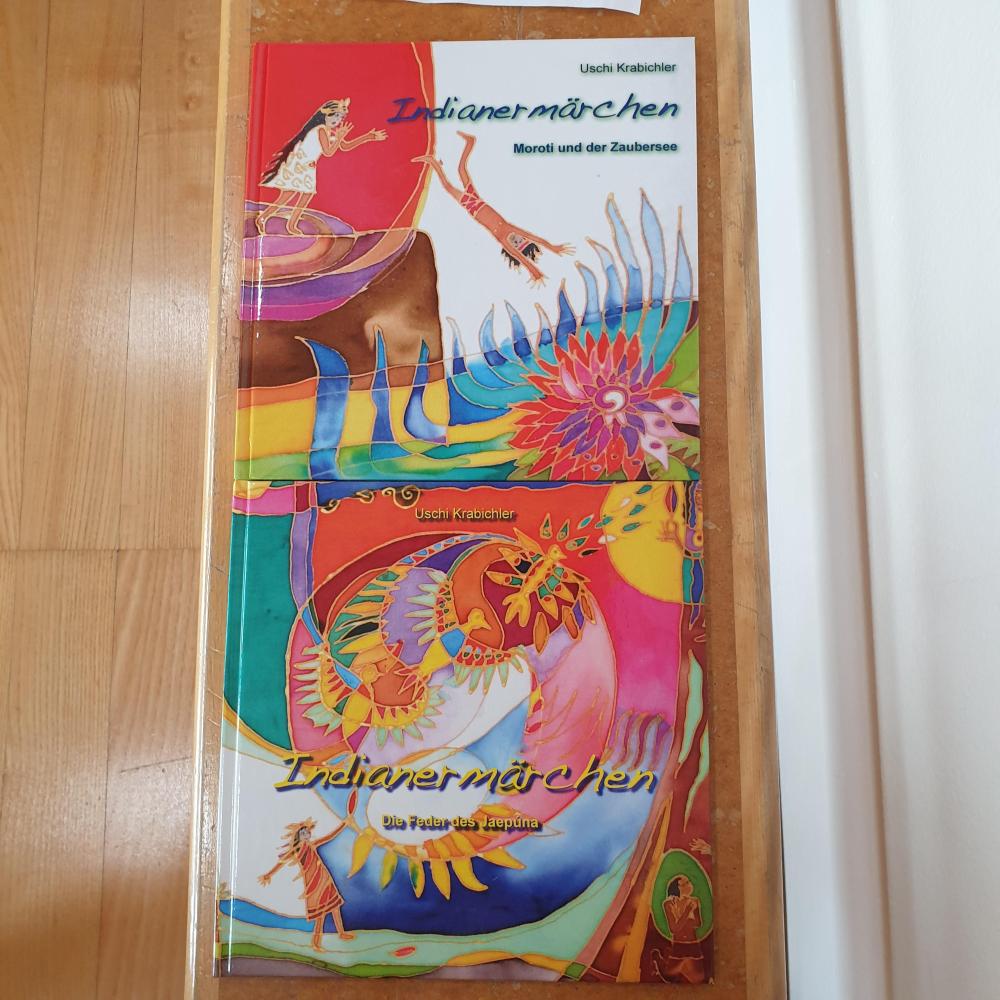 Uschi Krabichler
Indianermärchen
Moroti und der Zaubersee
Uschi Krabichler
Indianermärchen
Die Feder des Jaepúna